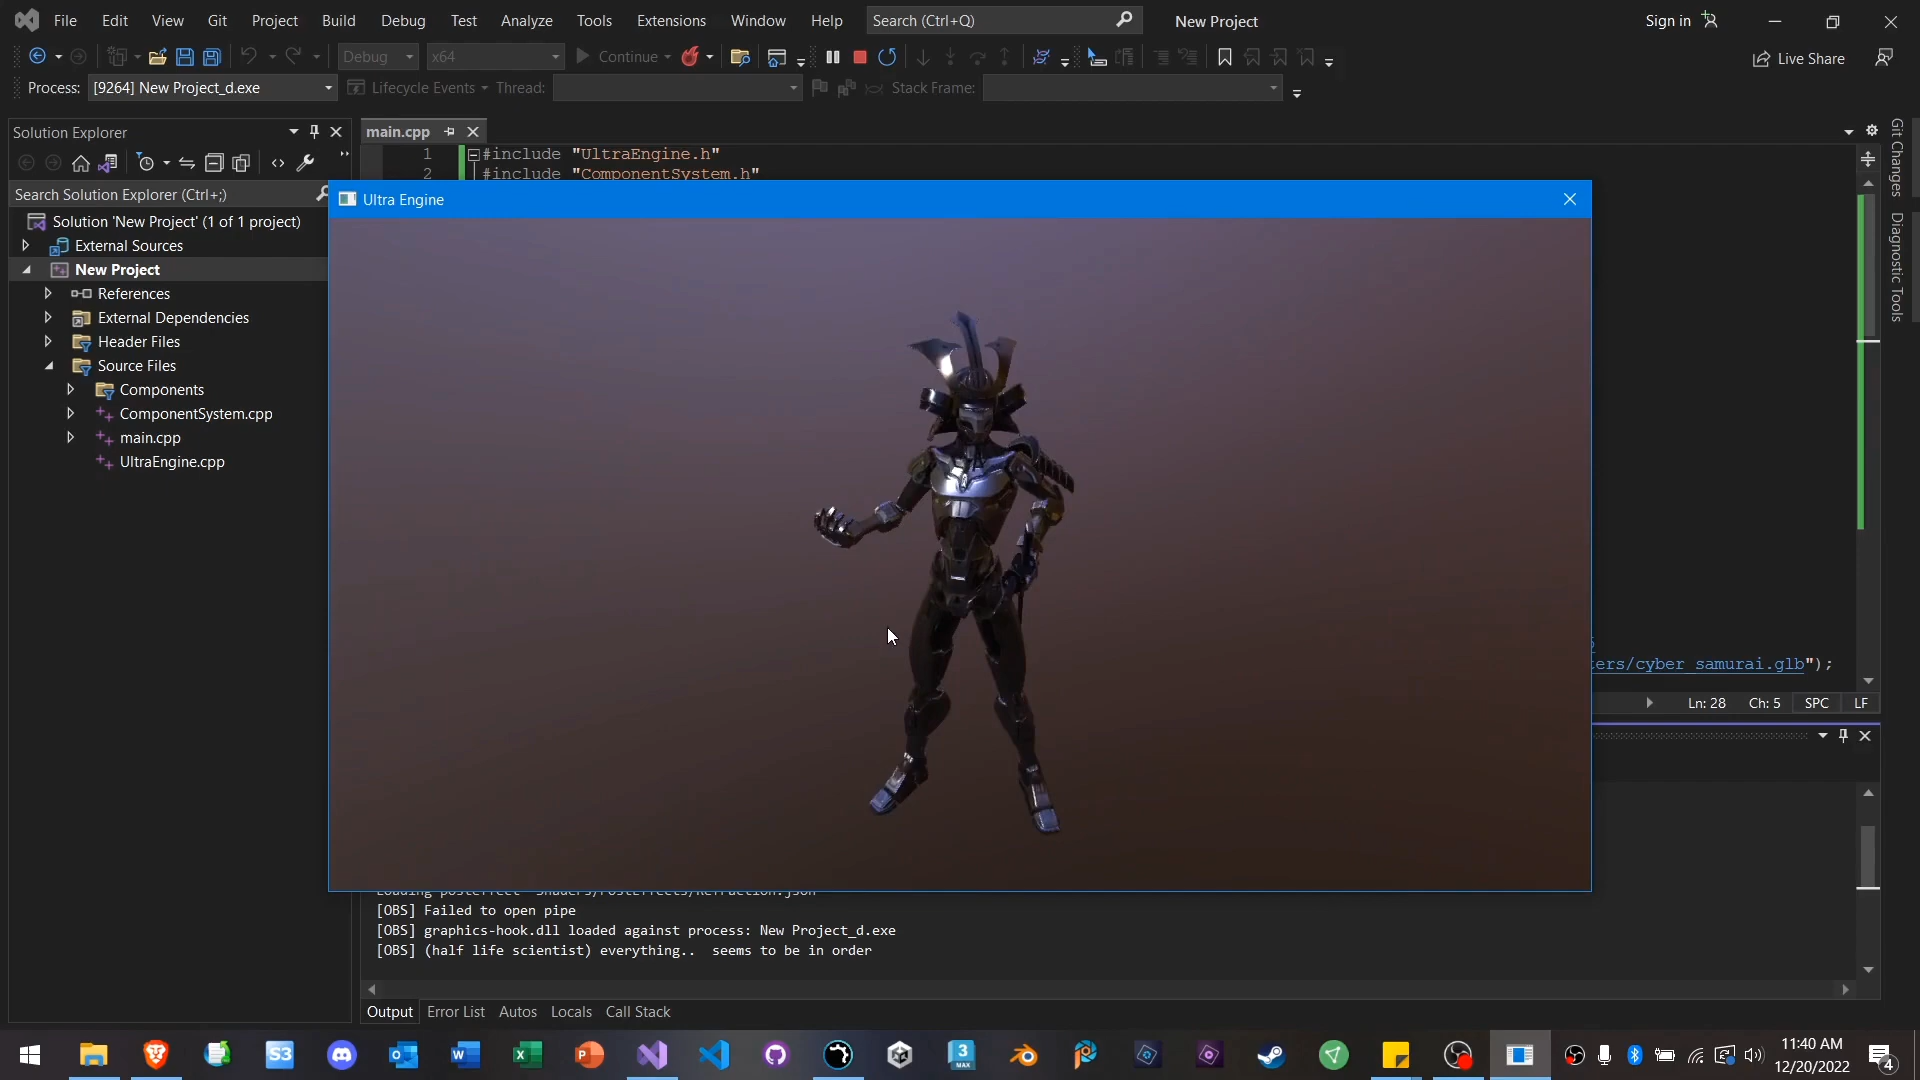 File Edit View Git Project Build Debug Test Analyze Tools Extensions Window Help Search (Ctrl+Q) New Project Sign in
Debug x64 Continue Live Share
Process: [9264] New Project_d.exe Lifecycle Events Thread: Stack Frame:
Solution Explorer
main.cpp
Search Solution Explorer (Ctrl+;)
Solution 'New Project' (1 of 1 project)
External Sources
New Project
References
External Dependencies
Header Files
Source Files
Components
ComponentSystem.cpp
main.cpp
UltraEngine.cpp
1 #include "UltraEngine.h"
2 #include "ComponentSystem.h"
Ultra Engine
ers/cyber_samurai.glb");
Ln: 28 Ch: 5 SPC LF
Git Changes
Diagnostic Tools
[OBS] Failed to open pipe
[OBS] graphics-hook.dll loaded against process: New Project_d.exe
[OBS] (half life scientist) everything.. seems to be in order
Output Error List Autos Locals Call Stack
S3
3
MAX
11:40 AM
12/20/2022
4